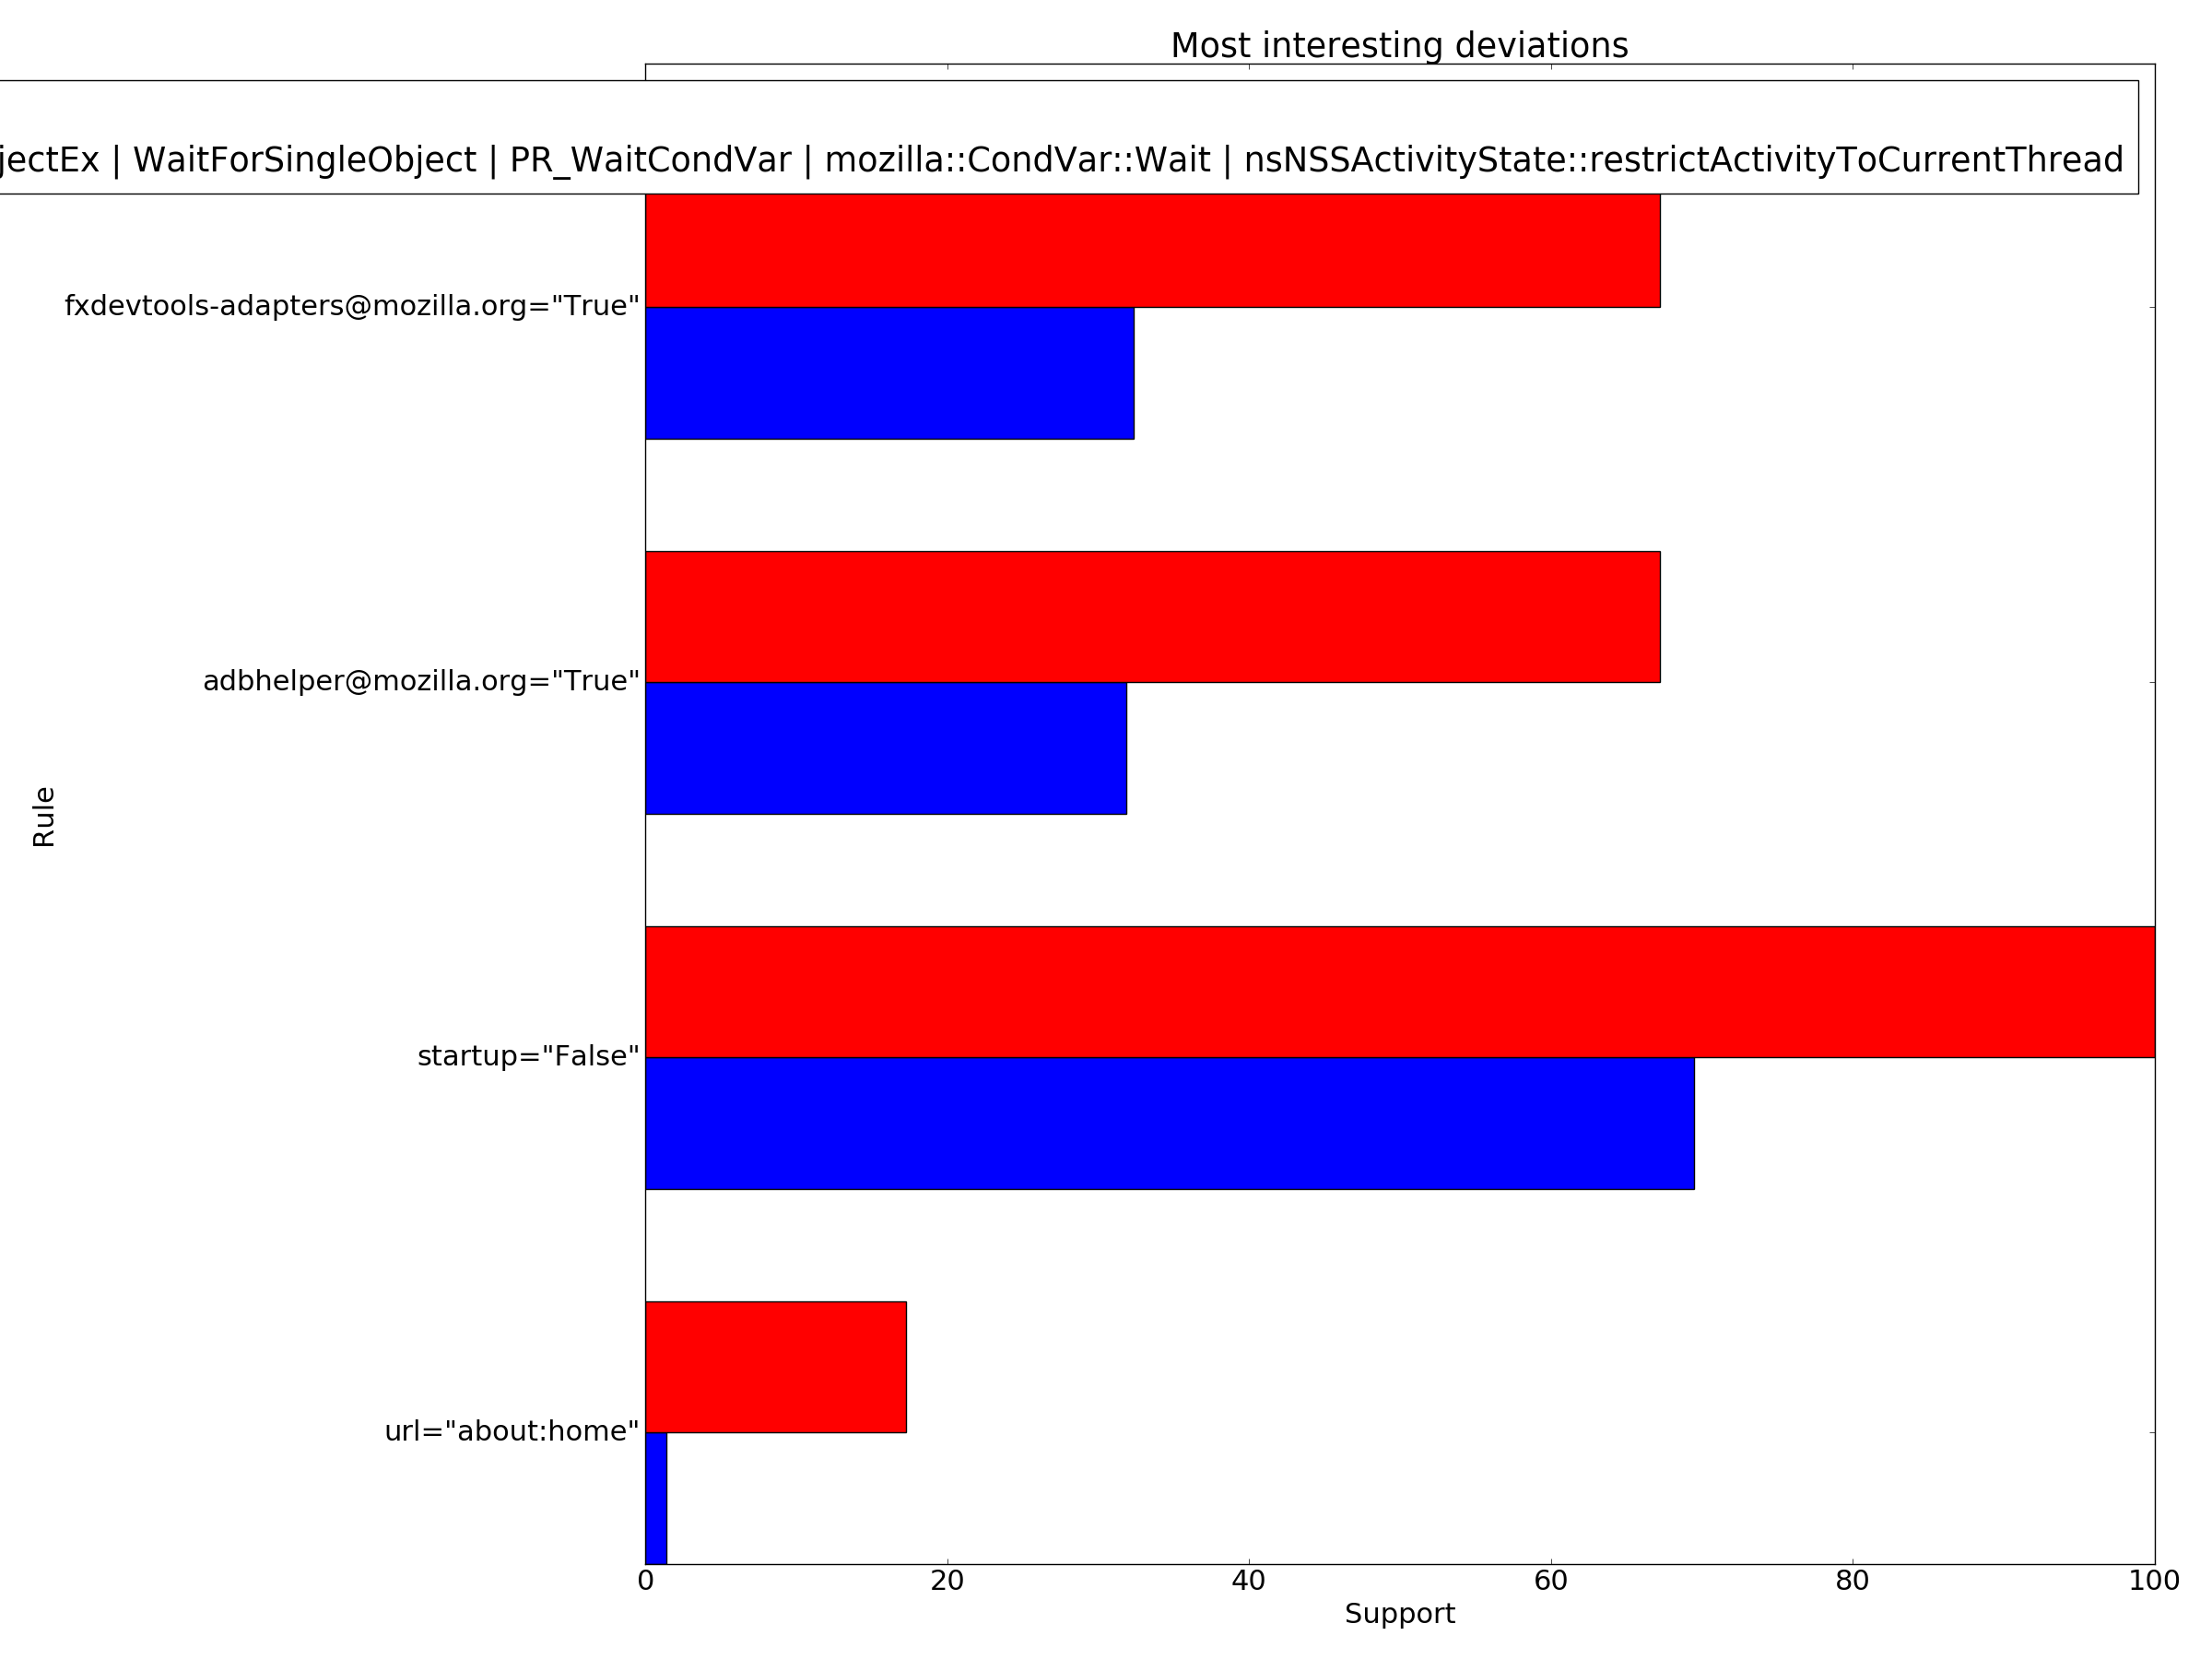 Most interesting deviations
| WaitForSingleObject | PR_WaitCondVar | mozilla::CondVar::Wait | nsNSSActivityState::restrictActivityToCurrentThread
fxdevtools-adapters@mozilla.org="True"
adbhelper@mozilla.org="True"
Rule
startup="False"
url="about:home"
0 20 40 60 80 100
Support